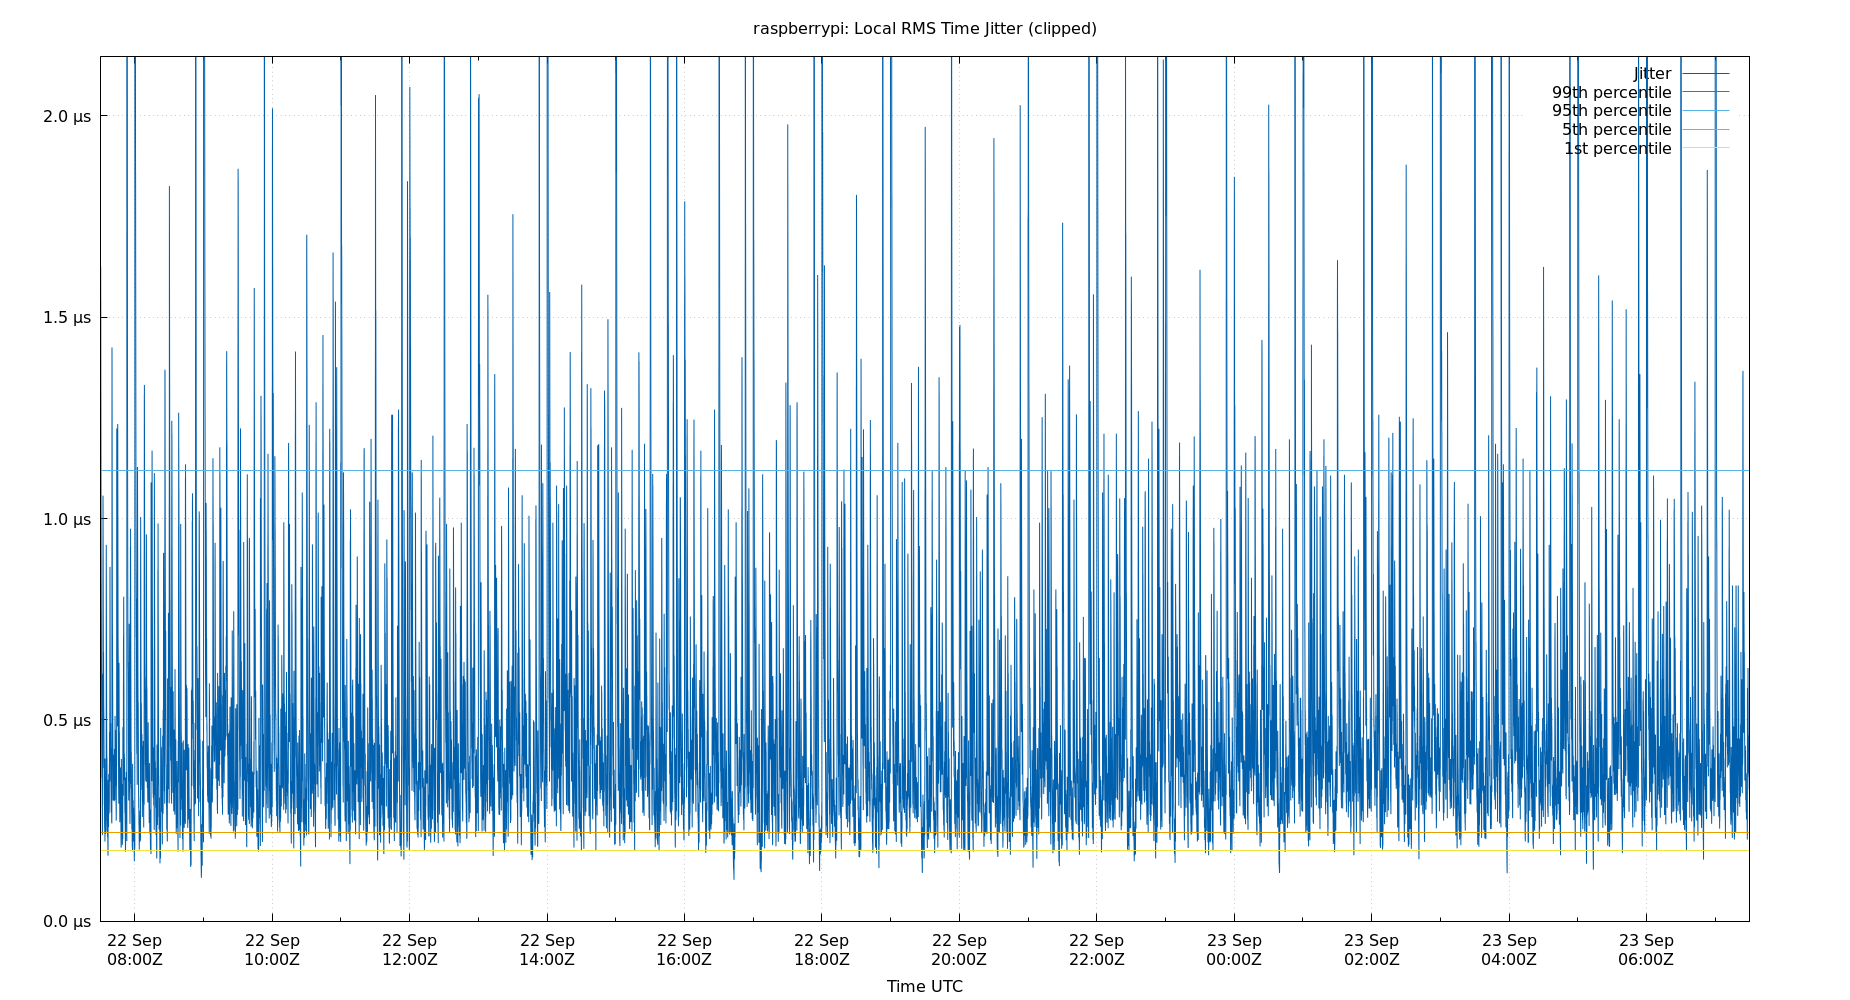 raspberrypi: Local RMS Time Jitter (clipped)
Jitter
99th percentile
95th percentile
5th percentile
1st percentile
2.0 µs
1.5 µs
1.0 µs
0.5 µs
0.0 µs
22 Sep 22 Sep 22 Sep 22 Sep 22 Sep 22 Sep 22 Sep 22 Sep 23 Sep 23 Sep 23 Sep 23 Sep
08:00Z 10:00Z 12:00Z 14:00Z 16:00Z 18:00Z 20:00Z 22:00Z 00:00Z 02:00Z 04:00Z 06:00Z
Time UTC